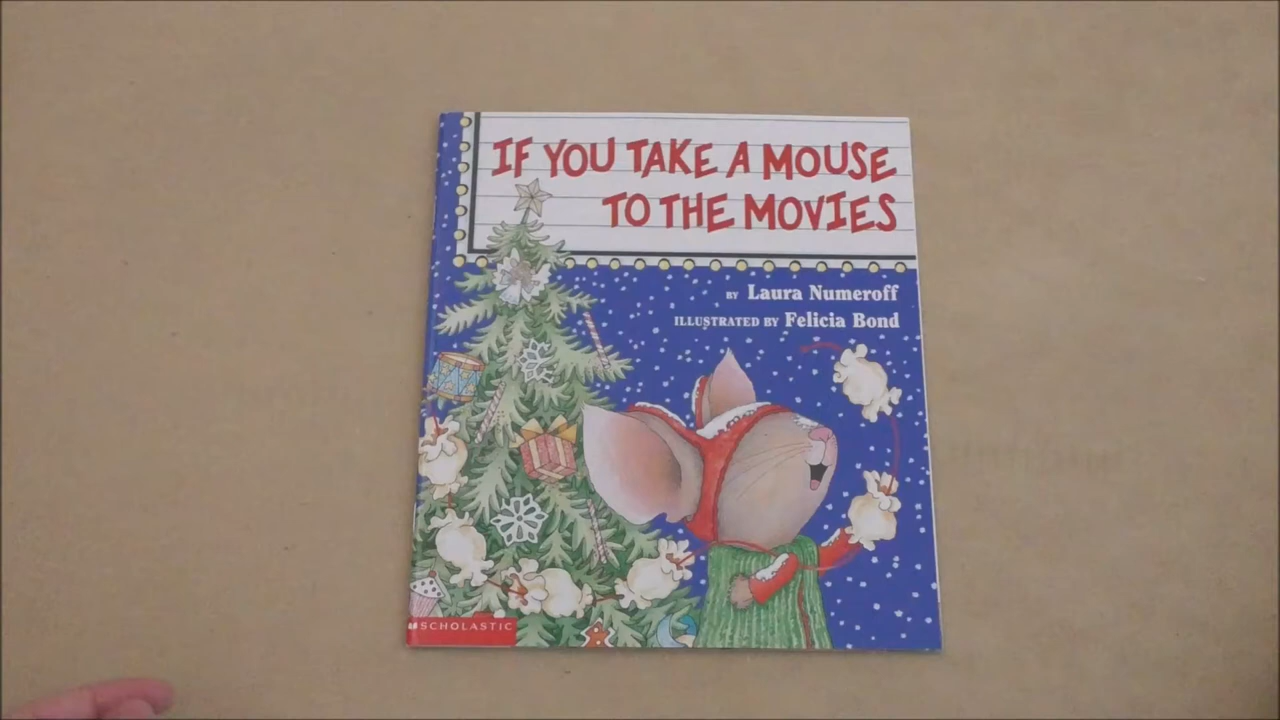 IF YOU TAKE A MOUSE
TO THE MOVIES
BY Laura Numeroff
ILLUSTRATED BY Felicia Bond
SCHOLASTIC